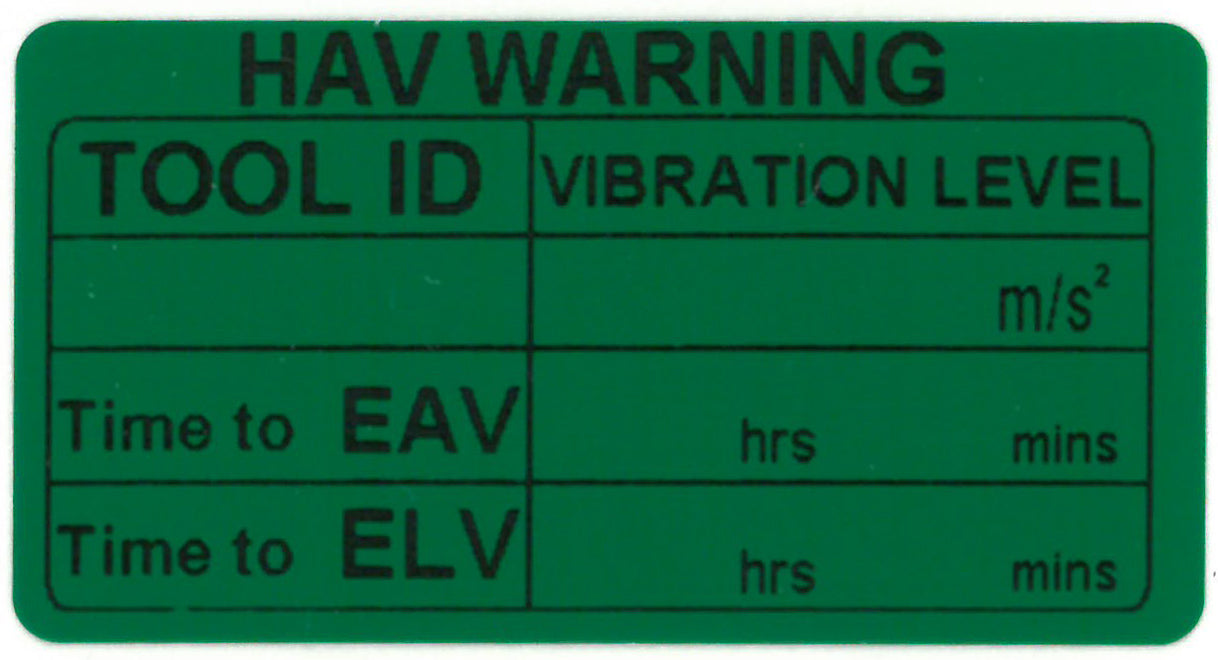 HAV WARNING
TOOL ID VIBRATION LEVEL
m/s²
Time to EAV hrs mins
Time to ELV hrs mins